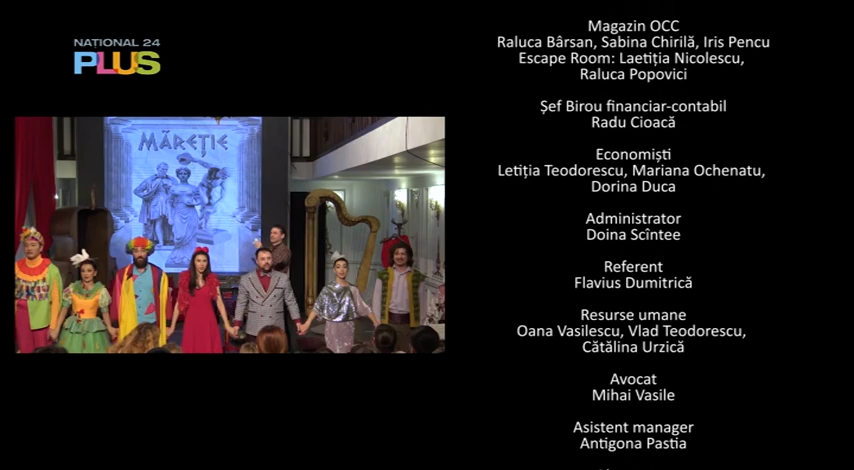 NAȚIONAL 24
PLUS
MĂREȚIE
Magazin OCC
Raluca Bârsan, Sabina Chirilă, Iris Pencu
Escape Room: Laetiția Nicolescu,
Raluca Popovici
Șef Birou financiar-contabil
Radu Cioacă
Economiști
Letiția Teodorescu, Mariana Ochenatu,
Dorina Duca
Administrator
Doina Scîntee
Referent
Flavius Dumitrică
Resurse umane
Oana Vasilescu, Vlad Teodorescu,
Cătălina Urzică
Avocat
Mihai Vasile
Asistent manager
Antigona Pastia